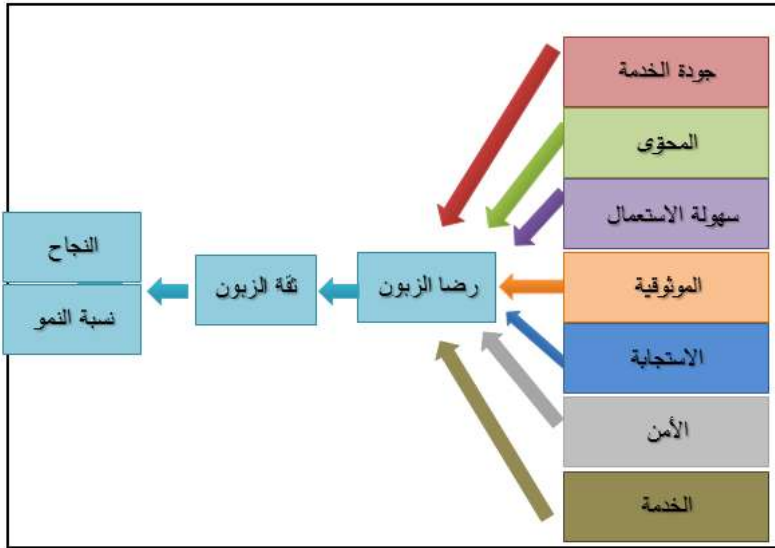 جودة الخدمة
المحتوى
سهولة الاستعمال
الموثوقية
الاستجابة
الأمن
الخدمة
رضا الزبون
ثقة الزبون
النجاح
نسبة النمو